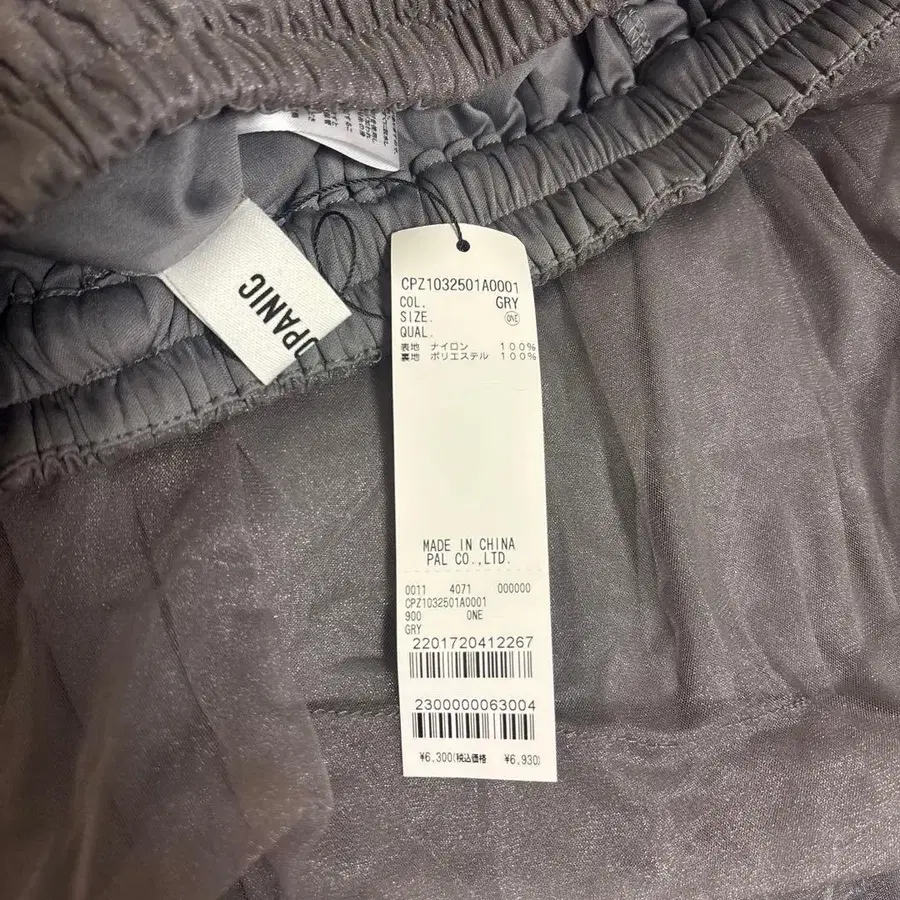 OPANIC
CPZ1032501A0001
COL. GRY
SIZE. ONE
QUAL.
表地 ナイロン 100%
裏地 ポリエステル 100%
MADE IN CHINA
PAL CO.,LTD.
0011 4071 000000
CPZ1032501A0001
900 ONE
GRY
2201720412267
2300000063004
¥6,300(税込価格 ¥6,930)